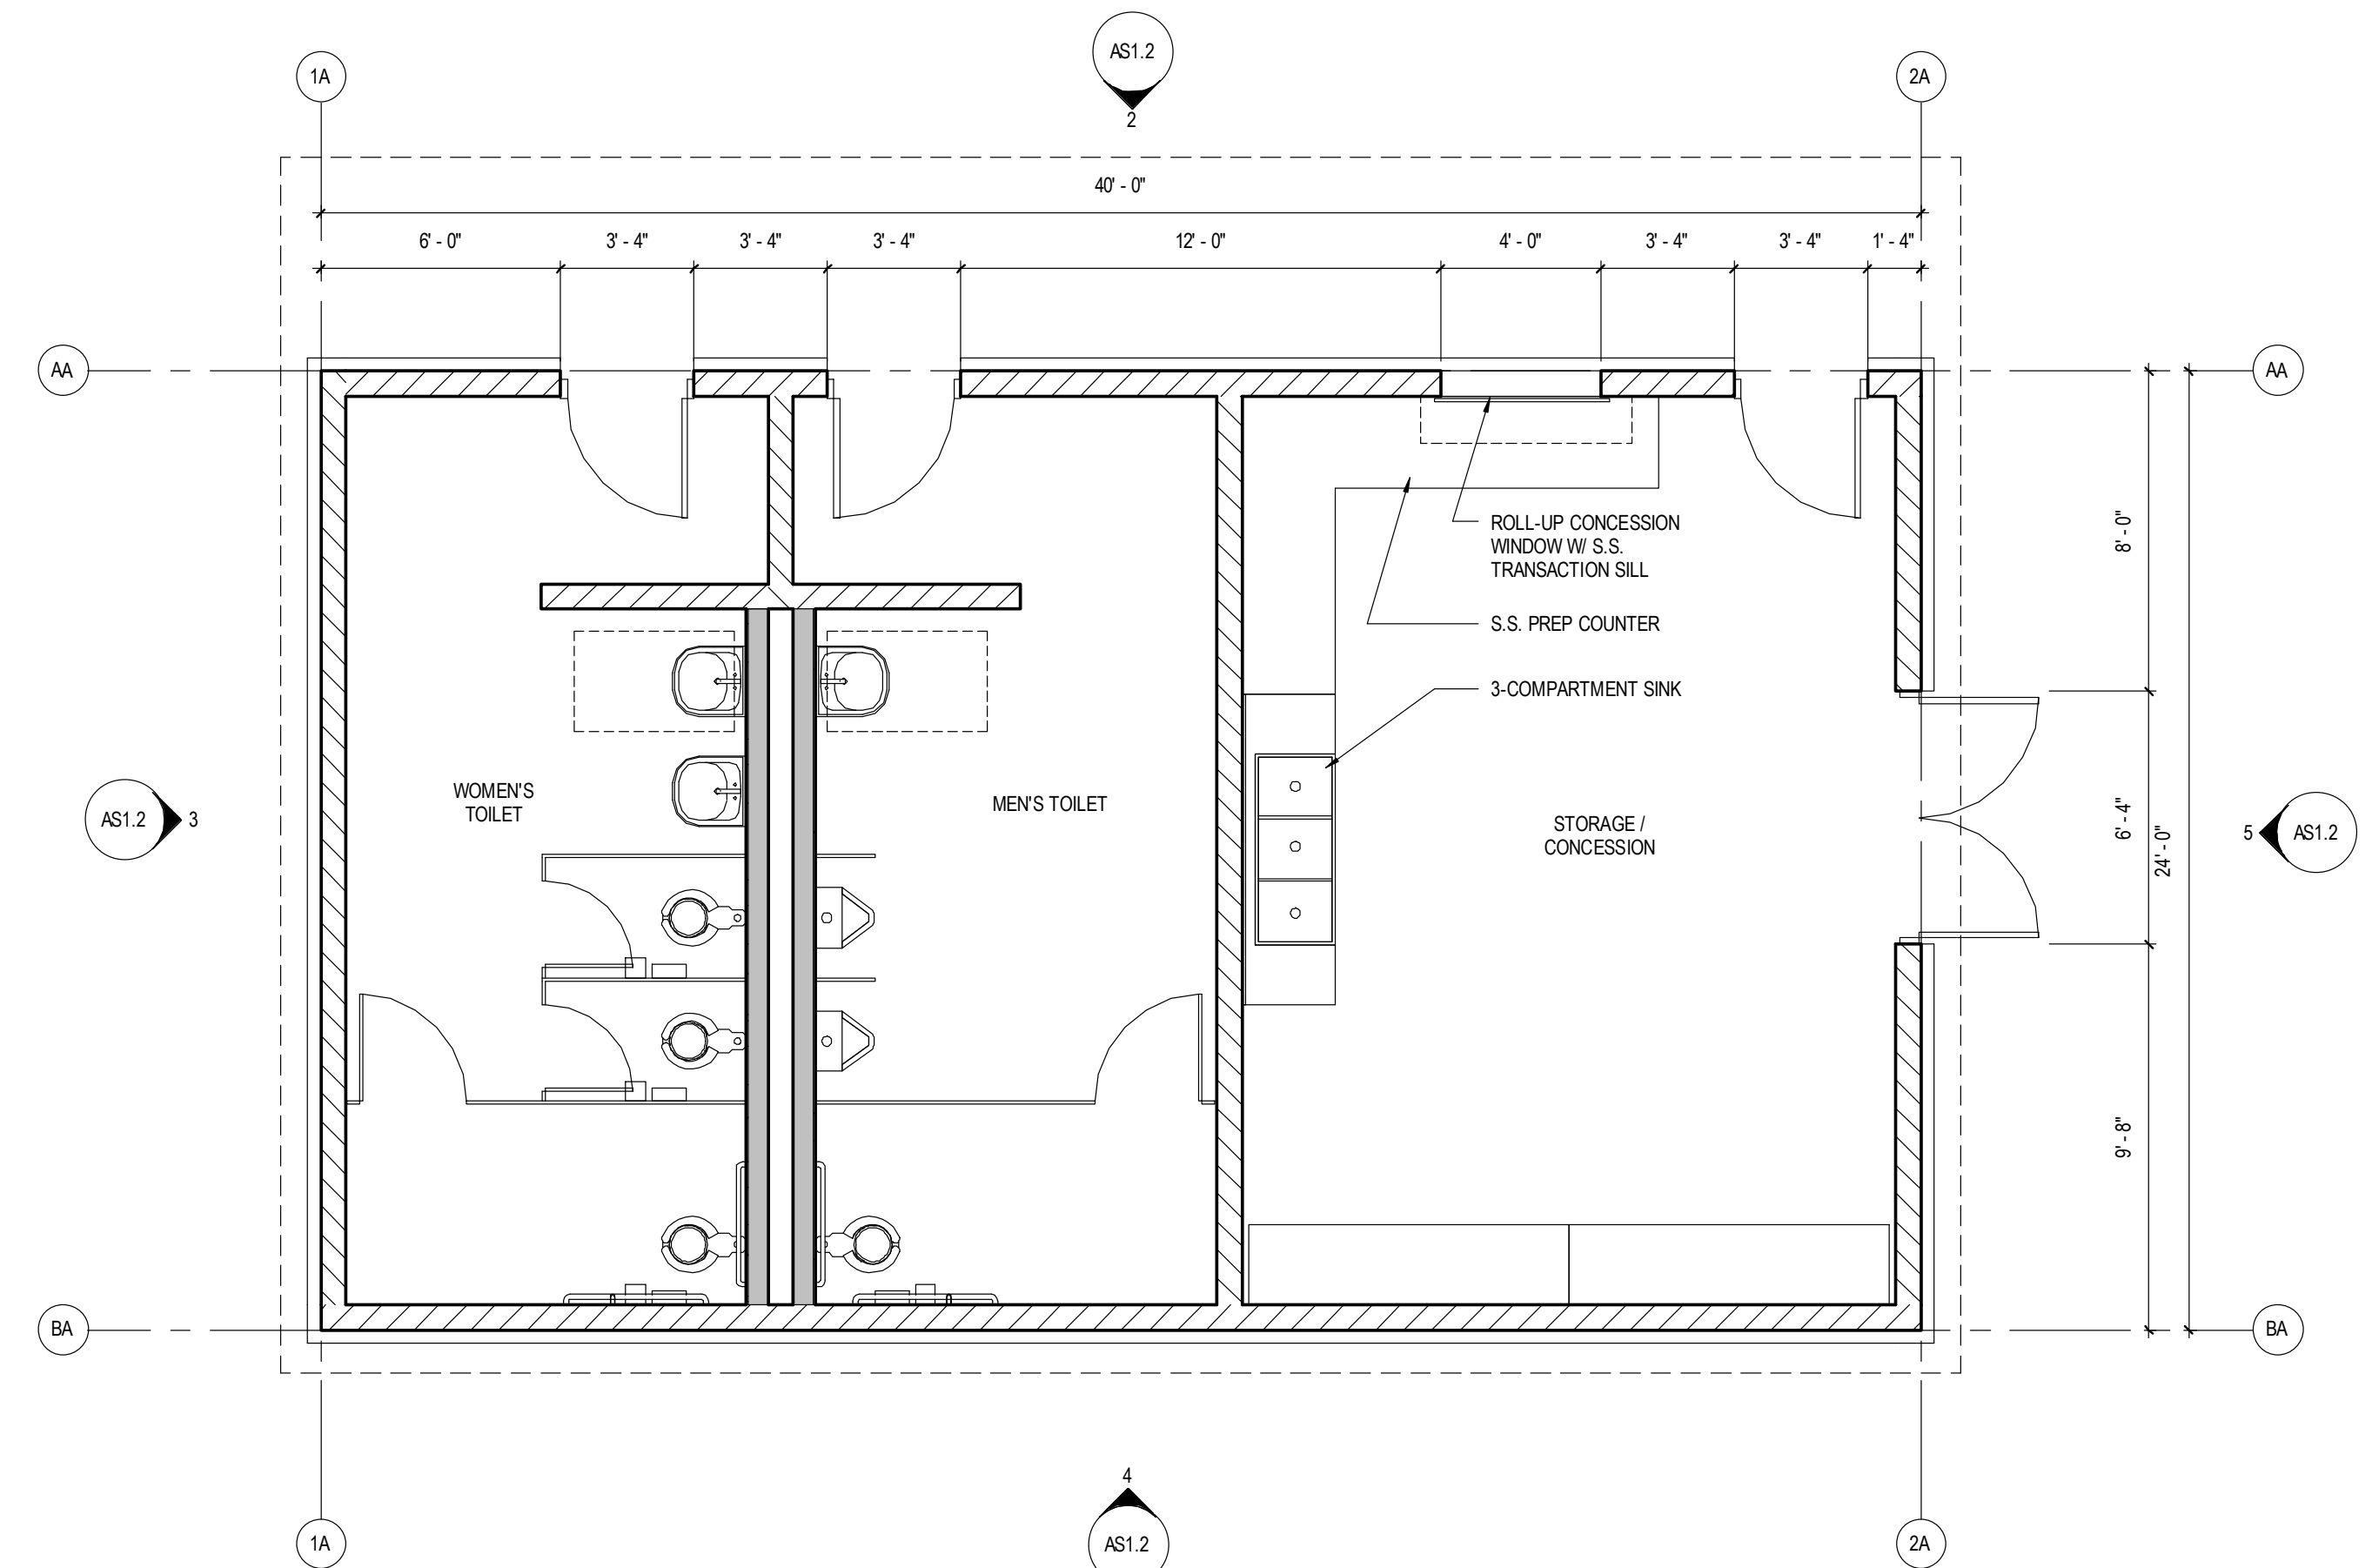 AS1.2
1A
2A
2
40' - 0"
6' - 0"
3' - 4"
3' - 4"
3' - 4"
12' - 0"
4' - 0"
3' - 4"
3' - 4"
1' - 4"
AA
AA
8' - 0"
ROLL-UP CONCESSION
WINDOW W/ S.S.
TRANSACTION SILL
S.S. PREP COUNTER
3-COMPARTMENT SINK
WOMEN'S
TOILET
MEN'S TOILET
STORAGE /
CONCESSION
AS1.2
3
6' - 4"
24' - 0"
5
AS1.2
9' - 8"
BA
BA
4
1A
AS1.2
2A